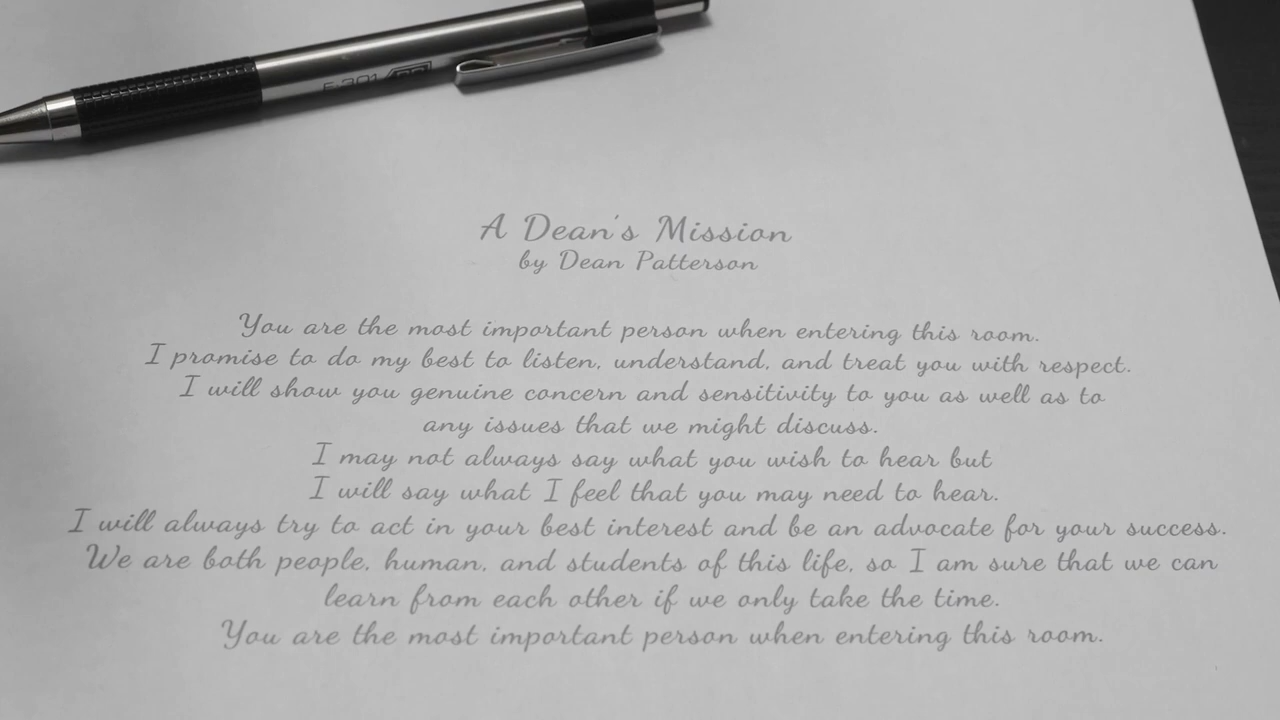 F-301
A Dean's Mission
by Dean Patterson
You are the most important person when entering this room.
I promise to do my best to listen, understand, and treat you with respect.
I will show you genuine concern and sensitivity to you as well as to
any issues that we might discuss.
I may not always say what you wish to hear but
I will say what I feel that you may need to hear.
I will always try to act in your best interest and be an advocate for your success.
We are both people, human, and students of this life, so I am sure that we can
learn from each other if we only take the time.
You are the most important person when entering this room.